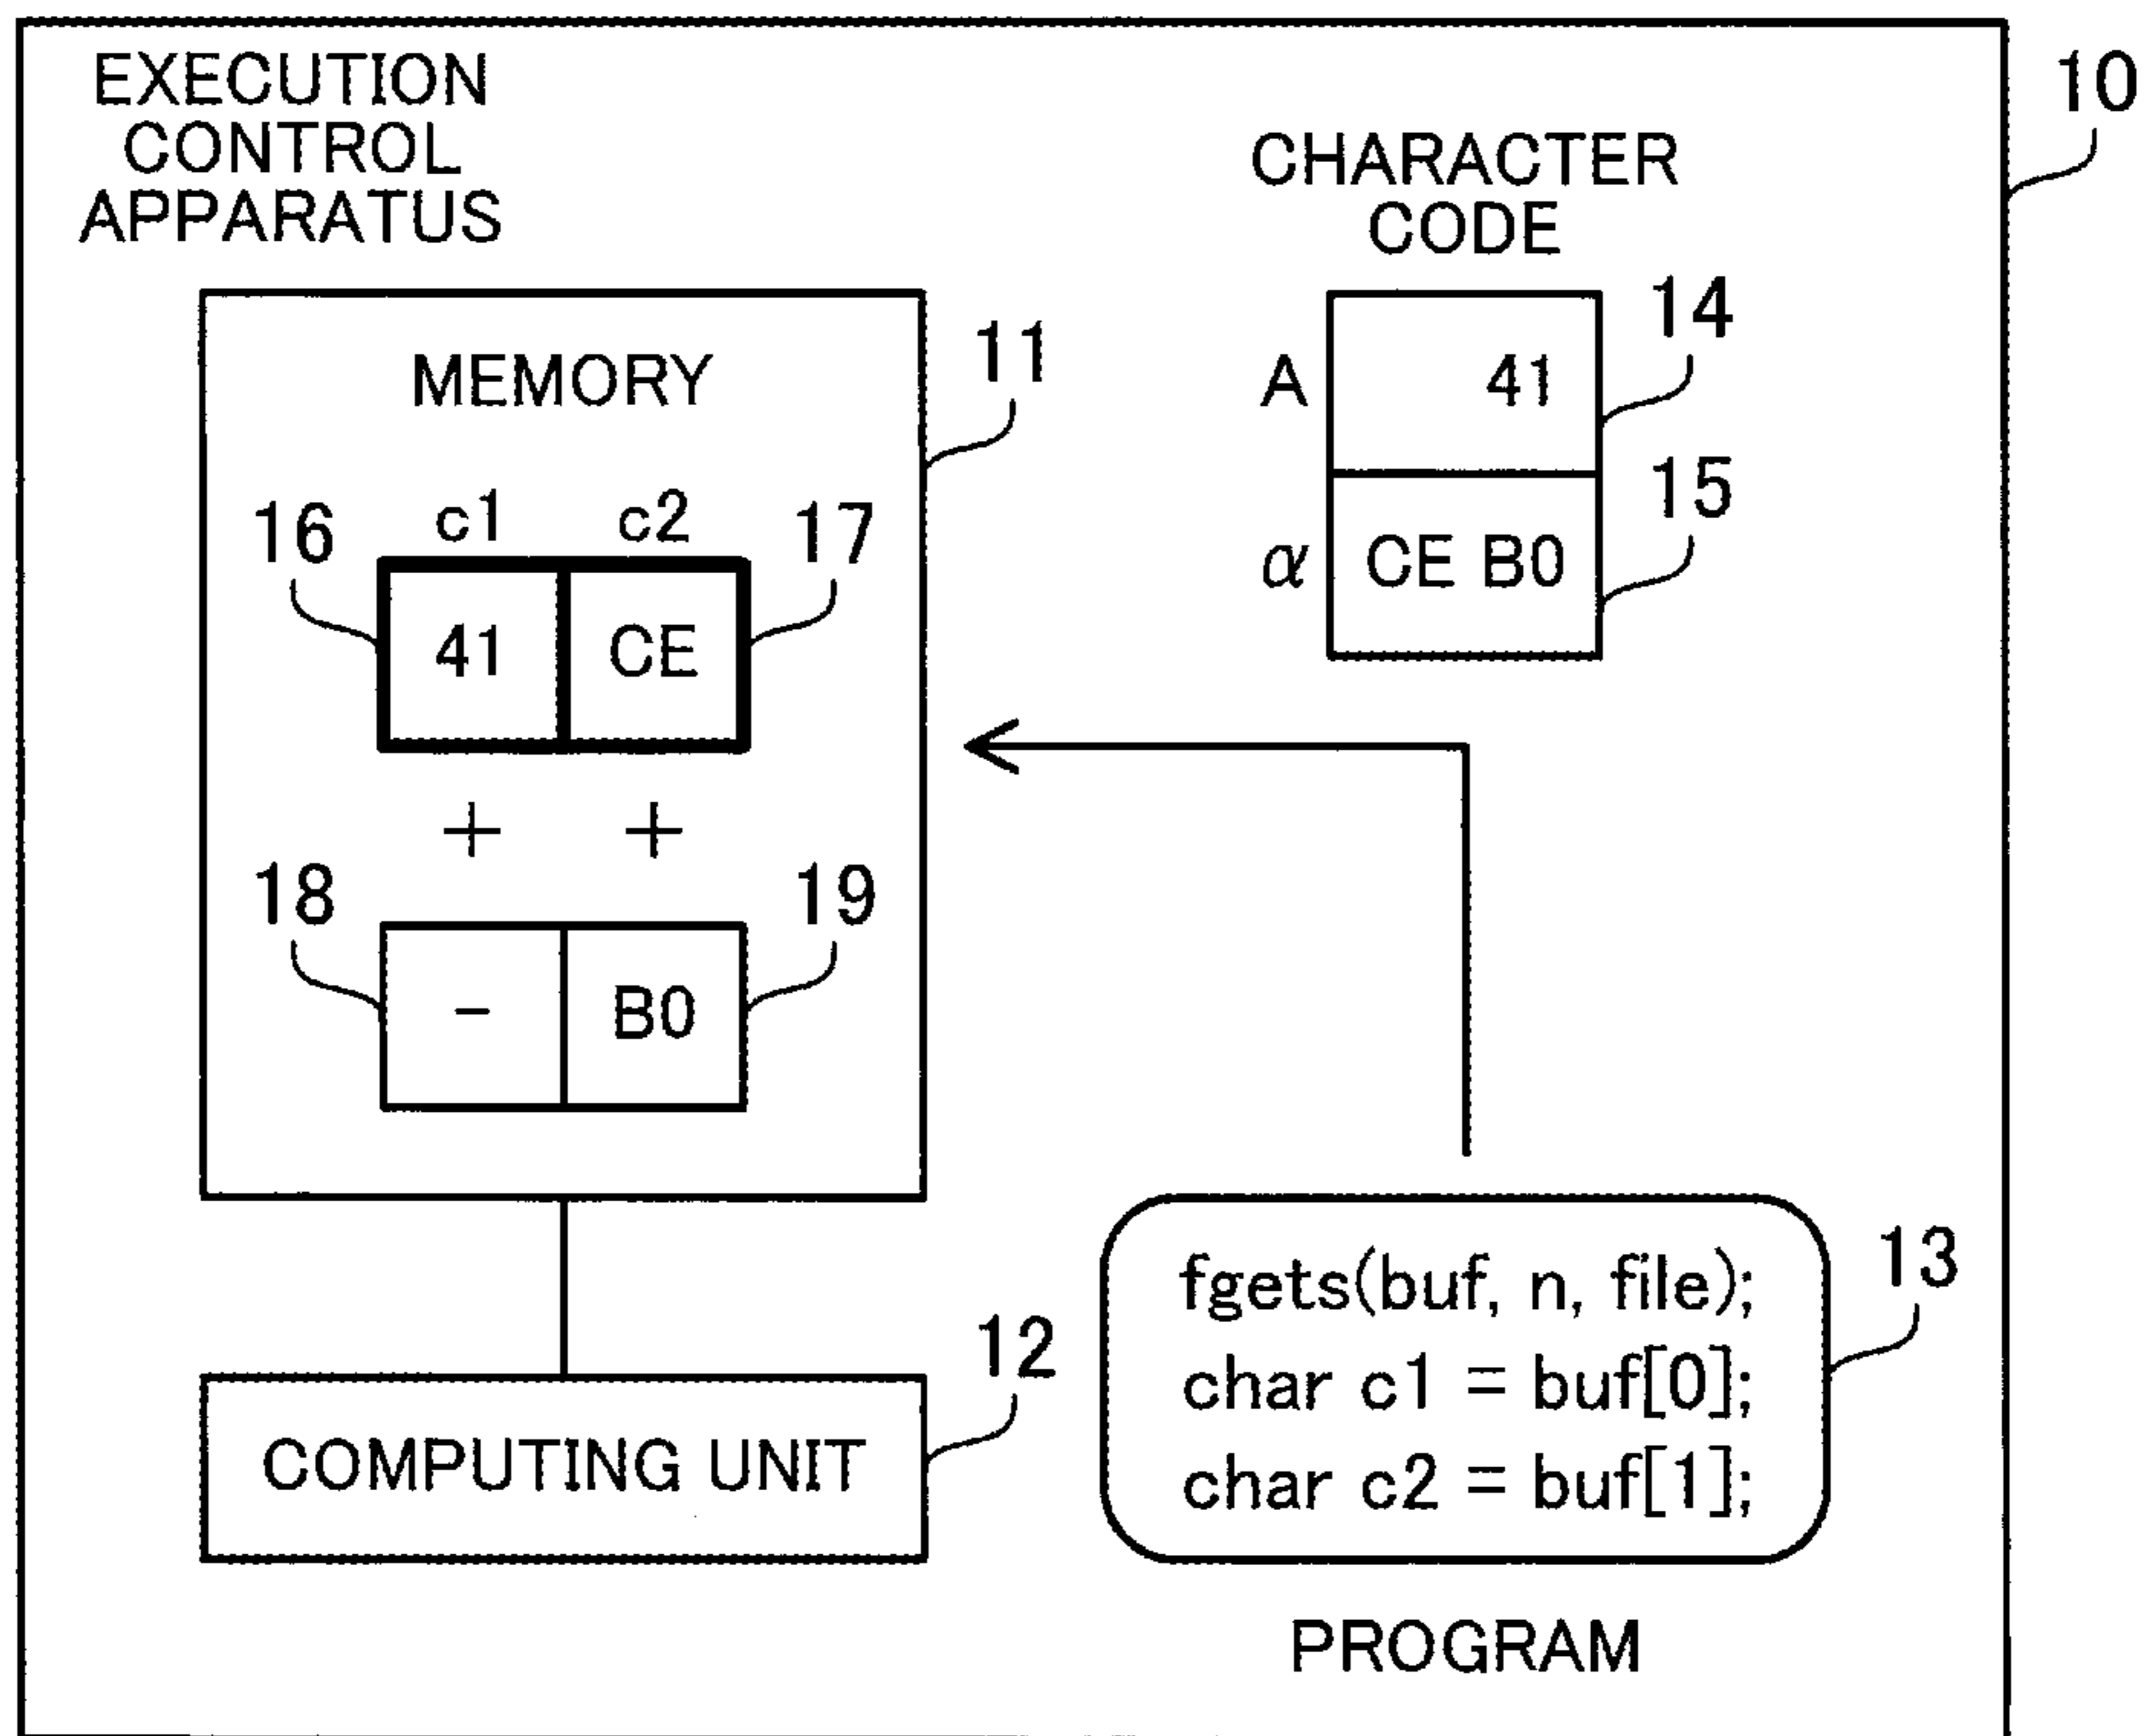 EXECUTION
CONTROL
APPARATUS
10
CHARACTER
CODE
14
A 41
15
α CE B0
MEMORY
11
16 c1 c2 17
41 CE
+ +
18 19
- B0
12
COMPUTING UNIT
13
fgets(buf, n, file);
char c1 = buf[0];
char c2 = buf[1];
PROGRAM